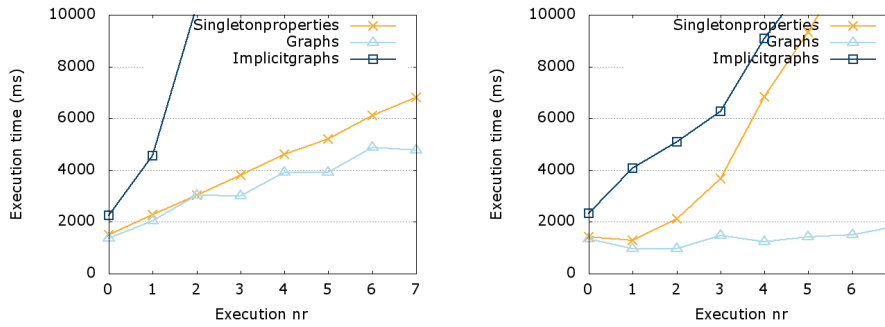 10000
8000
6000
4000
2000
0
Execution time (ms)
Singletonproperties
Graphs
Implicitgraphs
0 1 2 3 4 5 6 7
Execution nr
10000
8000
6000
4000
2000
0
Execution time (ms)
Singletonproperties
Graphs
Implicitgraphs
0 1 2 3 4 5 6
Execution nr